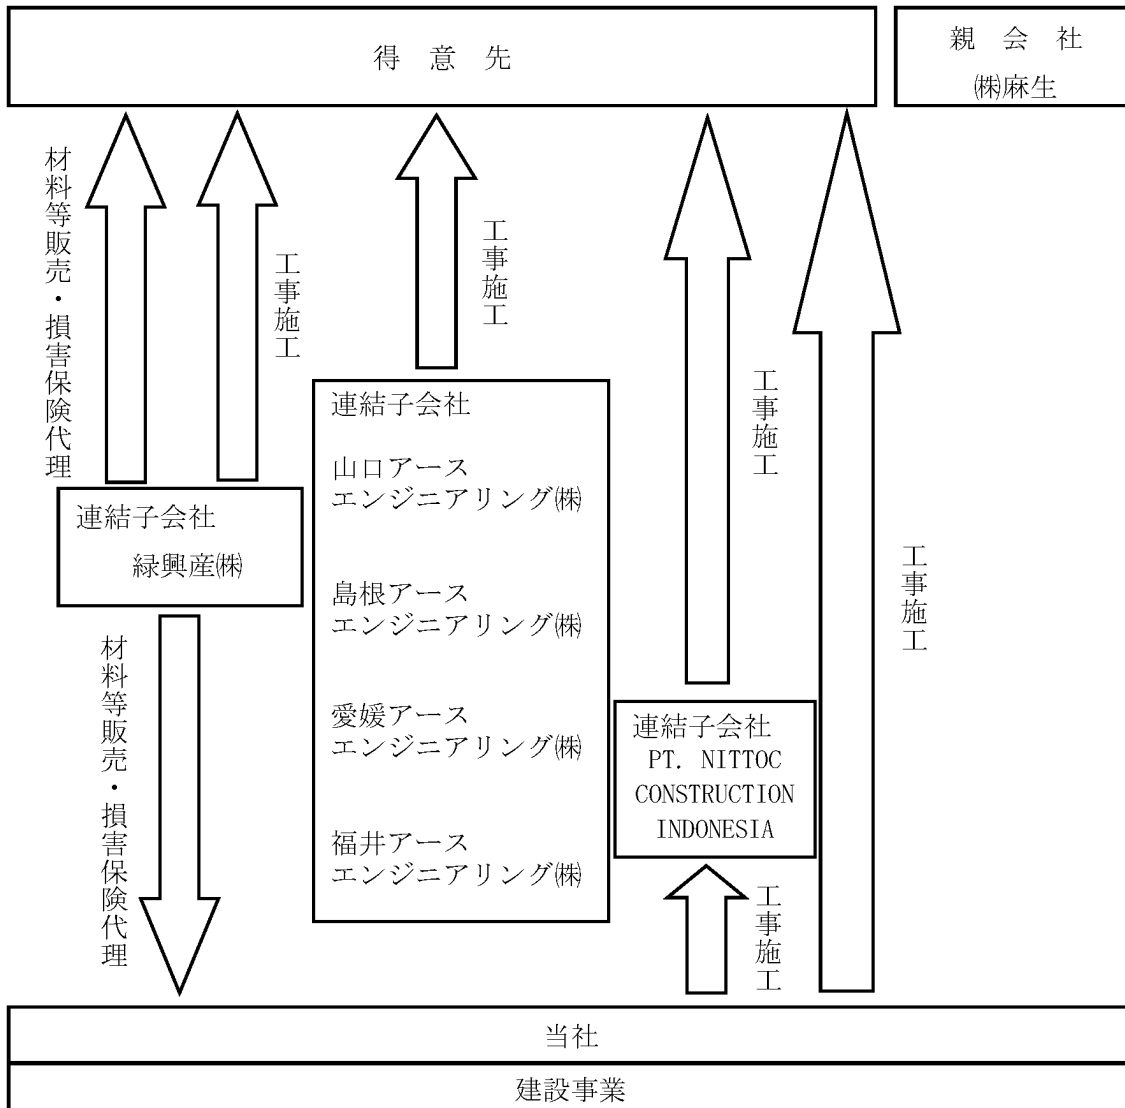 得意先
親会社
㈱麻生
材料等販売・損害保険代理
工事施工
工事施工
工事施工
工事施工
連結子会社
緑興産㈱
連結子会社
山口アース
エンジニアリング㈱
島根アース
エンジニアリング㈱
愛媛アース
エンジニアリング㈱
福井アース
エンジニアリング㈱
連結子会社
PT. NITTOC
CONSTRUCTION
INDONESIA
材料等販売・損害保険代理
工事施工
当社
建設事業